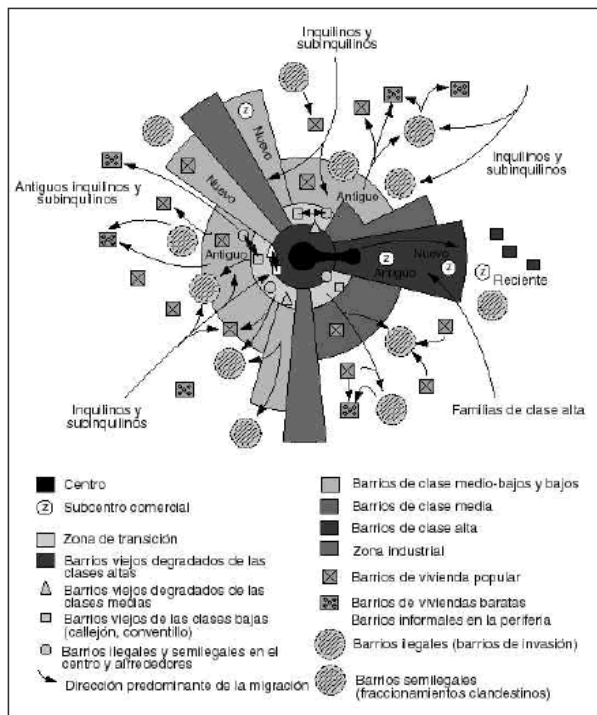 Inquilinos y
subinquilinos
Z
Nuevo
Nuevo
Antiguo
Inquilinos y
subinquilinos
Antiguos inquilinos y
subinquilinos
Antiguo
Antiguo
Nuevo
Z
Z
Z
Reciente
Inquilinos y
subinquilinos
Familias de clase alta
Centro
Z
Subcentro comercial
Zona de transición
Barrios viejos degradados de las
clases altas
Barrios viejos degradados de las
clases medias
Barrios viejos de las clases bajas
(callejón, conventillo)
Barrios ilegales y semilegales en el
centro y alrrededores
Dirección predominante de la migración
Barrios de clase medio-bajos y bajos
Barrios de clase media
Barrios de clase alta
Zona industrial
Barrios de vivienda popular
Barrios de viviendas baratas
Barrios informales en la periferia
Barrios ilegales (barrios de invasión)
Barrios semilegales
(fraccionamientos clandestinos)